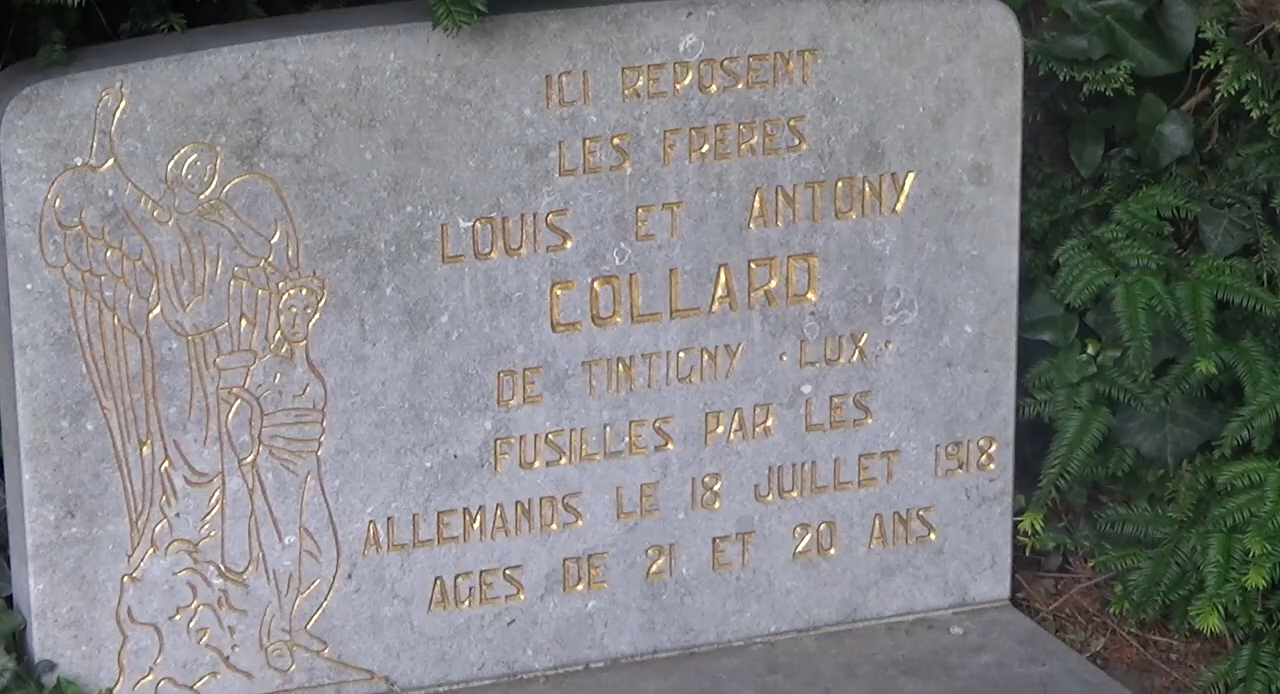 ICI REPOSENT
LES FRERES
LOUIS ET ANTONY
COLLARD
DE TINTIGNY · LUX ·
FUSILLES PAR LES
ALLEMANDS LE 18 JUILLET 1918
AGES DE 21 ET 20 ANS